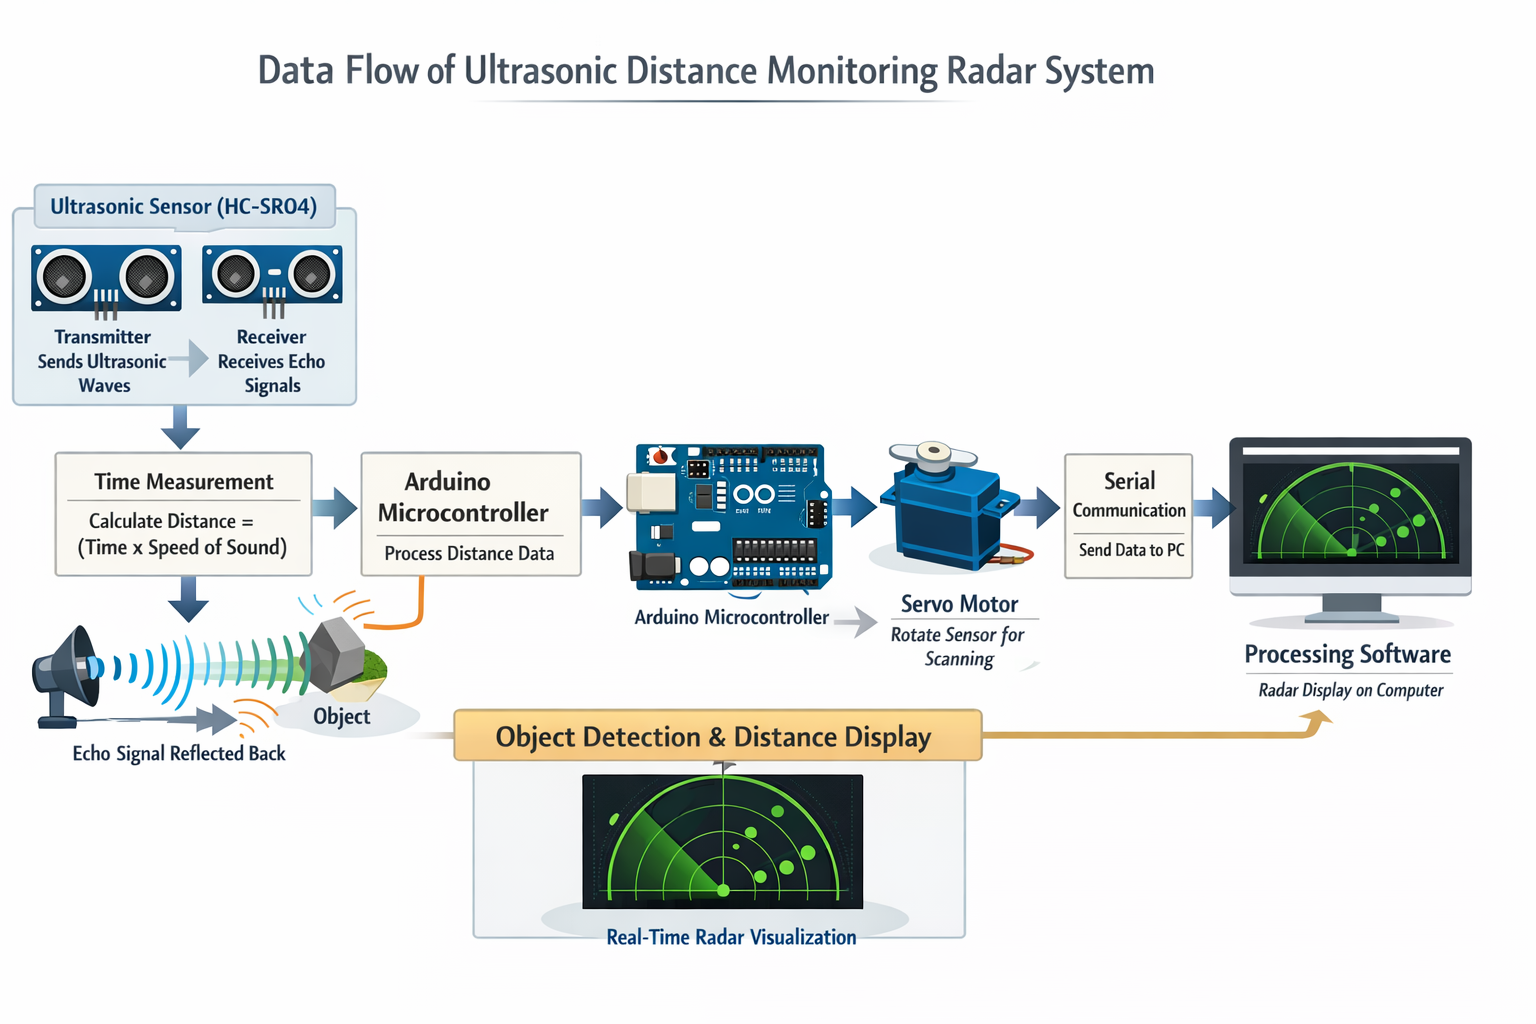 Data Flow of Ultrasonic Distance Monitoring Radar System
Ultrasonic Sensor (HC-SR04)
Transmitter
Sends Ultrasonic
Waves
Receiver
Receives Echo
Signals
Time Measurement
Calculate Distance =
(Time x Speed of Sound)
Arduino
Microcontroller
Process Distance Data
Arduino Microcontroller
Servo Motor
Rotate Sensor for
Scanning
Serial
Communication
Send Data to PC
Processing Software
Radar Display on Computer
Object
Echo Signal Reflected Back
Object Detection & Distance Display
Real-Time Radar Visualization